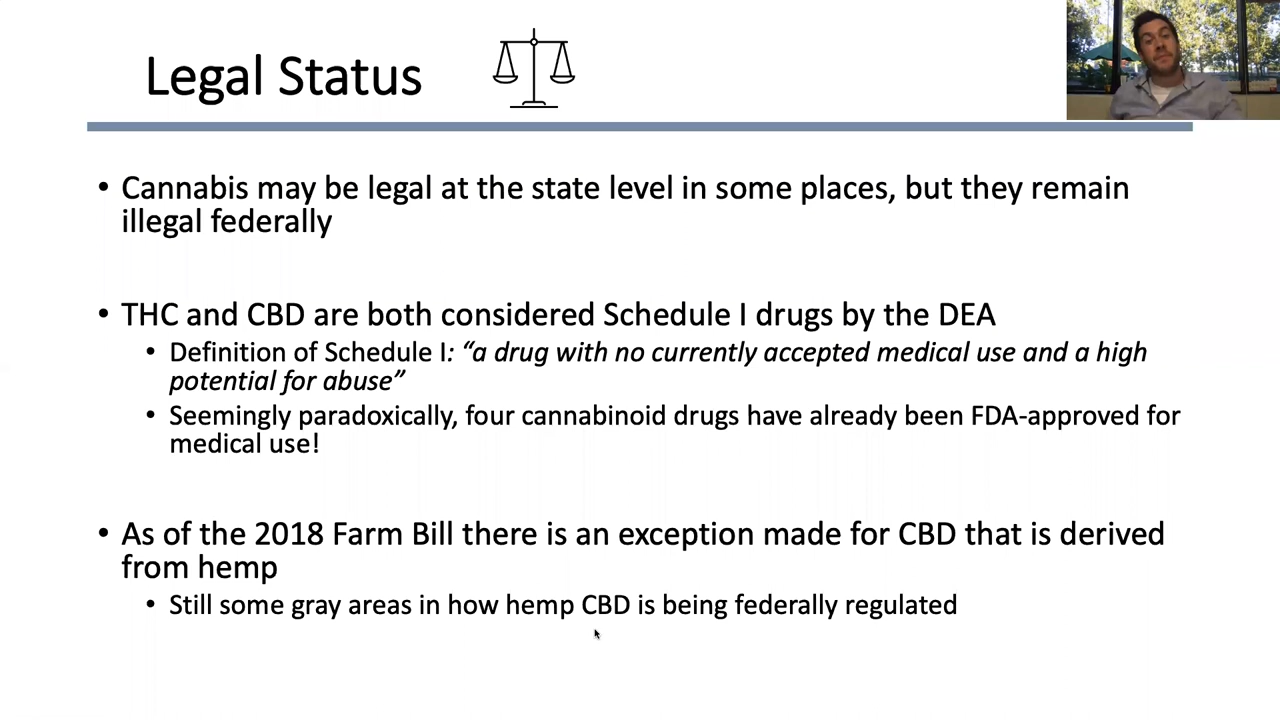 Legal Status
• Cannabis may be legal at the state level in some places, but they remain
illegal federally
• THC and CBD are both considered Schedule I drugs by the DEA
• Definition of Schedule I: “a drug with no currently accepted medical use and a high
potential for abuse”
• Seemingly paradoxically, four cannabinoid drugs have already been FDA-approved for
medical use!
• As of the 2018 Farm Bill there is an exception made for CBD that is derived
from hemp
• Still some gray areas in how hemp CBD is being federally regulated